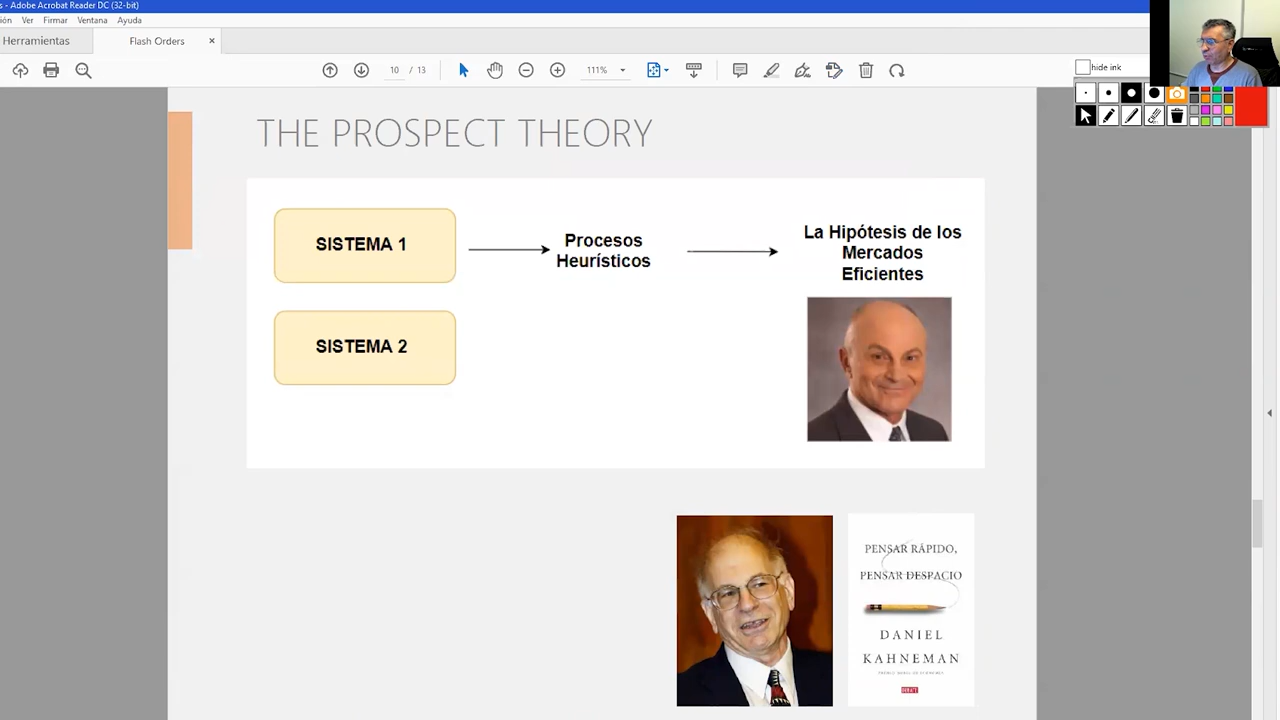 s - Adobe Acrobat Reader DC (32-bit)
ión Ver Firmar Ventana Ayuda
Herramientas
Flash Orders ×
10 / 13
111%
hide ink
THE PROSPECT THEORY
SISTEMA 1
Procesos
Heurísticos
La Hipótesis de los
Mercados
Eficientes
SISTEMA 2
PENSAR RÁPIDO,
PENSAR DESPACIO
DANIEL
KAHNEMAN
DEBATE